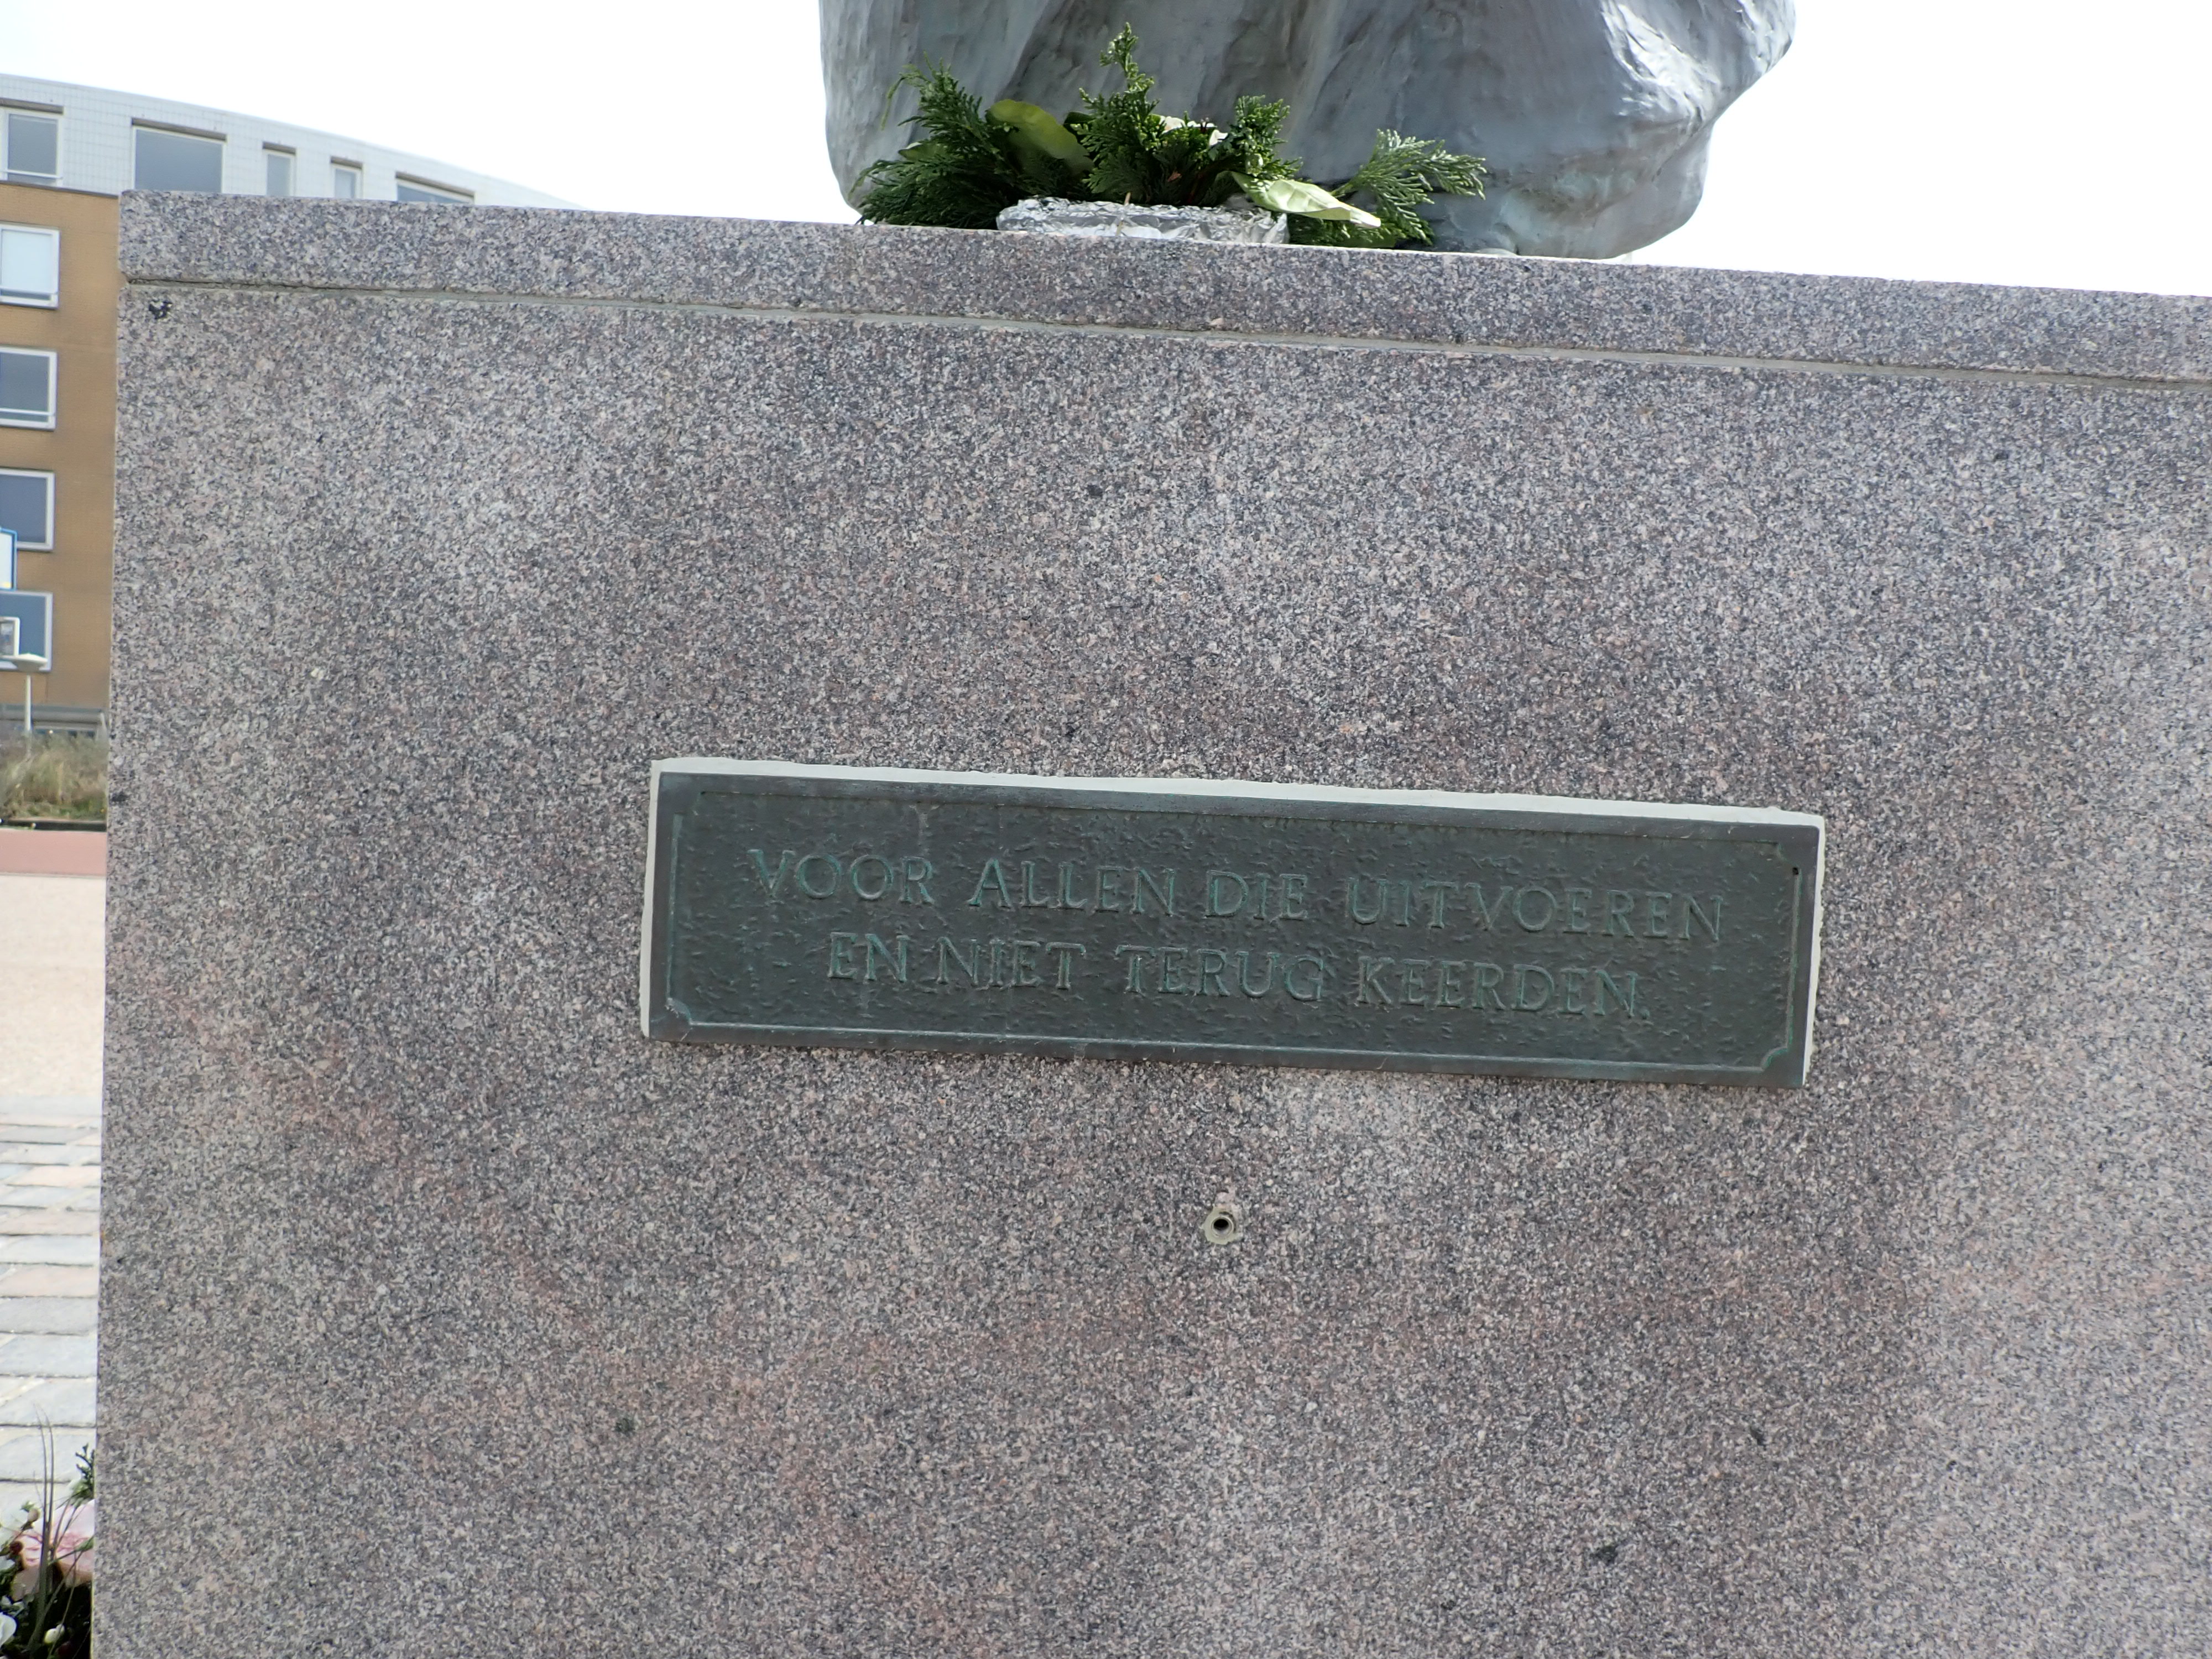 VOOR ALLEN DIE UITVOEREN
EN NIET TERUG KEERDEN.